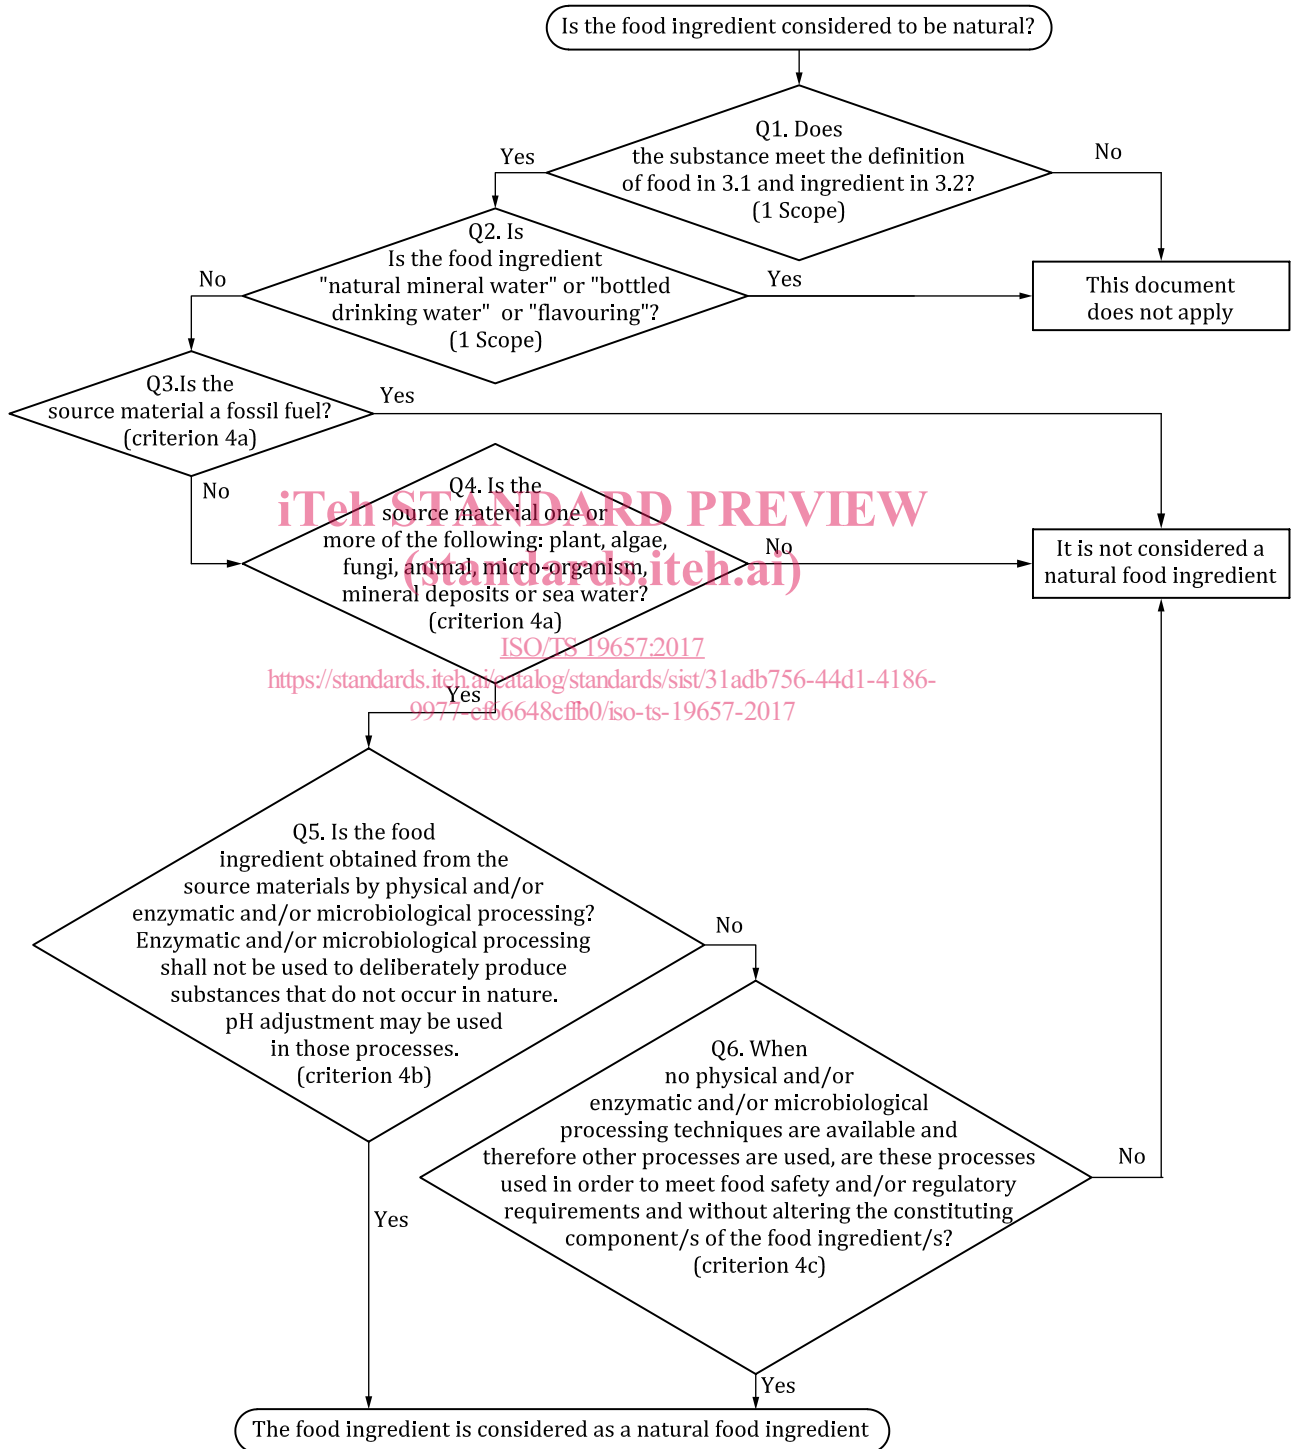 Is the food ingredient considered to be natural?
Q1. Does
the substance meet the definition
of food in 3.1 and ingredient in 3.2?
(1 Scope)
Yes
No
Q2. Is
Is the food ingredient
"natural mineral water" or "bottled
drinking water" or "flavouring"?
(1 Scope)
No
Yes
This document
does not apply
Q3.Is the
source material a fossil fuel?
(criterion 4a)
Yes
No
Q4. Is the
source material one or
more of the following: plant, algae,
fungi, animal, micro-organism,
mineral deposits or sea water?
(criterion 4a)
No
It is not considered a
natural food ingredient
iTeh STANDARD PREVIEW
(standards.iteh.ai)
ISO/TS 19657:2017
https://standards.iteh.ai/catalog/standards/sist/31adb756-44d1-4186-
9977-cf66648cffb0/iso-ts-19657-2017
Yes
Q5. Is the food
ingredient obtained from the
source materials by physical and/or
enzymatic and/or microbiological processing?
Enzymatic and/or microbiological processing
shall not be used to deliberately produce
substances that do not occur in nature.
pH adjustment may be used
in those processes.
(criterion 4b)
No
Q6. When
no physical and/or
enzymatic and/or microbiological
processing techniques are available and
therefore other processes are used, are these processes
used in order to meet food safety and/or regulatory
requirements and without altering the constituting
component/s of the food ingredient/s?
(criterion 4c)
No
Yes
Yes
The food ingredient is considered as a natural food ingredient